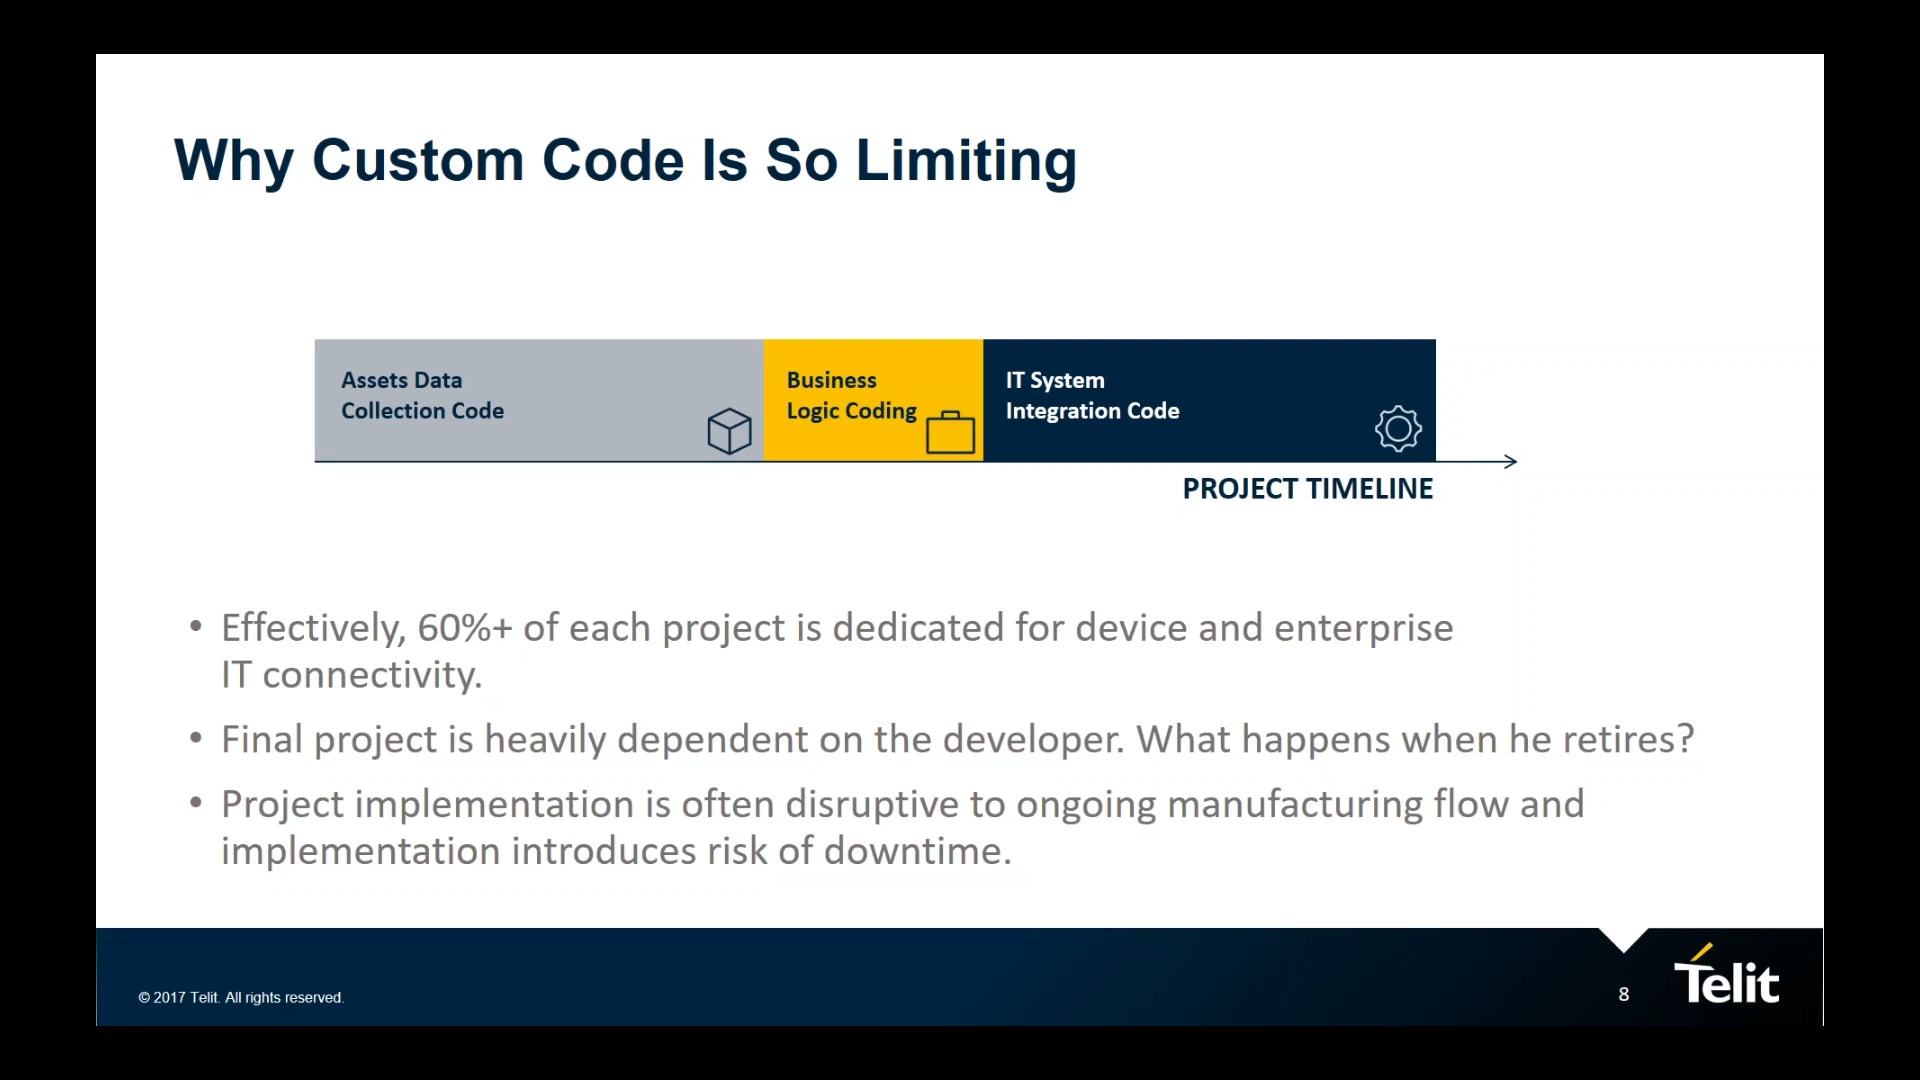 Why Custom Code Is So Limiting
Assets Data
Collection Code
Business
Logic Coding
IT System
Integration Code
PROJECT TIMELINE
• Effectively, 60%+ of each project is dedicated for device and enterprise
IT connectivity.
• Final project is heavily dependent on the developer. What happens when he retires?
• Project implementation is often disruptive to ongoing manufacturing flow and
implementation introduces risk of downtime.
© 2017 Telit. All rights reserved.
8
Telit